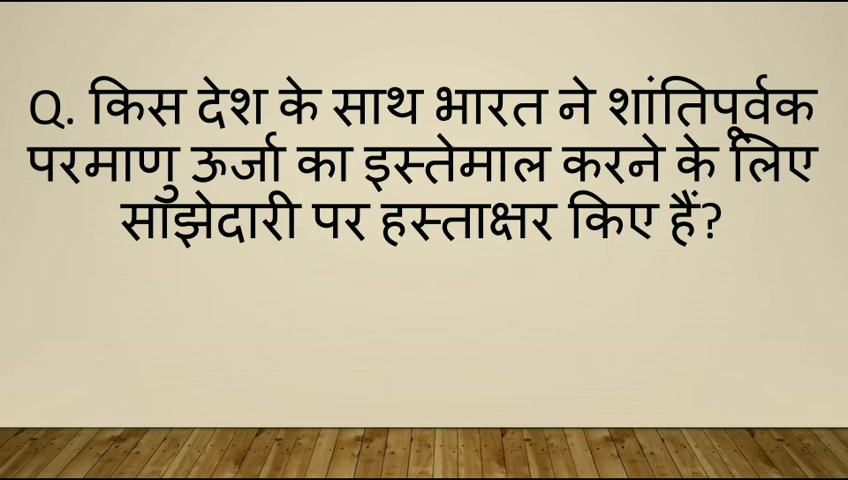 Q. किस देश के साथ भारत ने शांतिपूर्वक
परमाणु ऊर्जा का इस्तेमाल करने के लिए
साझेदारी पर हस्ताक्षर किए हैं?